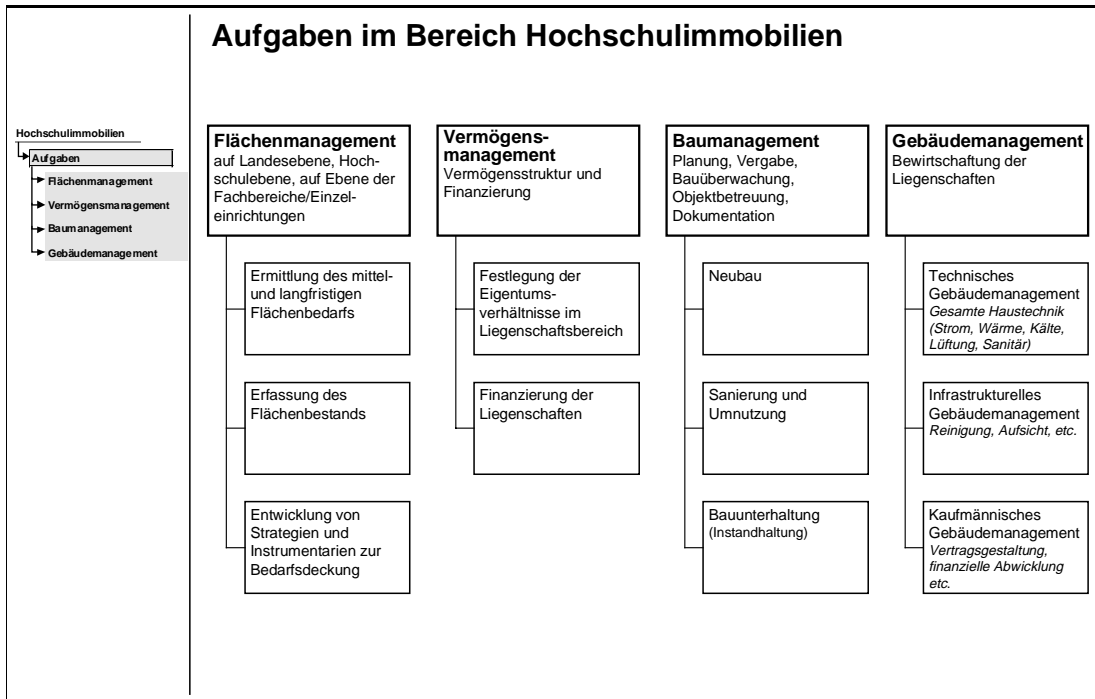 Aufgaben im Bereich Hochschulimmobilien
Hochschulimmobilien
Aufgaben
Flächenmanagement
Vermögensmanagement
Baumanagement
Gebäudemanagement
Flächenmanagement
auf Landesebene, Hoch-
schulebene, auf Ebene der
Fachbereiche/Einzel-
einrichtungen
Ermittlung des mittel-
und langfristigen
Flächenbedarfs
Erfassung des
Flächenbestands
Entwicklung von
Strategien und
Instrumentarien zur
Bedarfsdeckung
Vermögens-
management
Vermögensstruktur und
Finanzierung
Festlegung der
Eigentums-
verhältnisse im
Liegenschaftsbereich
Finanzierung der
Liegenschaften
Baumanagement
Planung, Vergabe,
Bauüberwachung,
Objektbetreuung,
Dokumentation
Neubau
Sanierung und
Umnutzung
Bauunterhaltung
(Instandhaltung)
Gebäudemanagement
Bewirtschaftung der
Liegenschaften
Technisches
Gebäudemanagement
Gesamte Haustechnik
(Strom, Wärme, Kälte,
Lüftung, Sanitär)
Infrastrukturelles
Gebäudemanagement
Reinigung, Aufsicht, etc.
Kaufmännisches
Gebäudemanagement
Vertragsgestaltung,
finanzielle Abwicklung
etc.